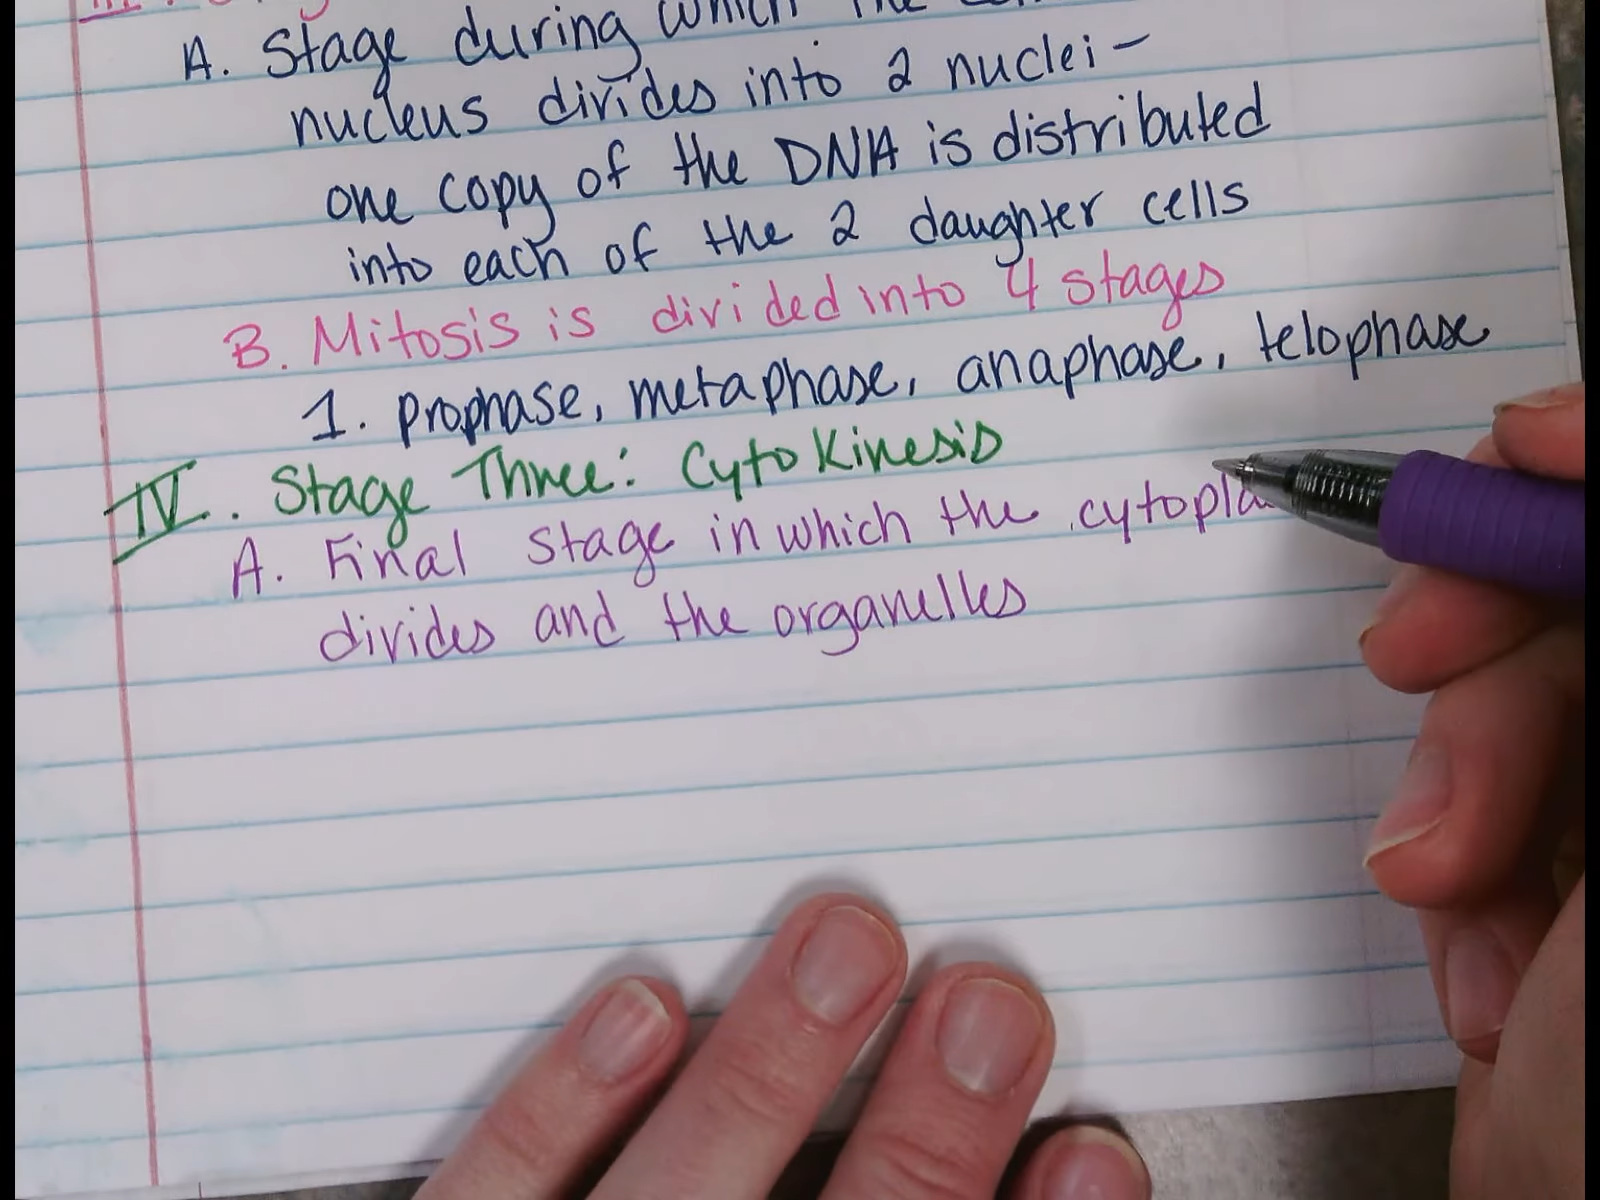 A. Stage during which the
nucleus divides into 2 nuclei -
one copy of the DNA is distributed
into each of the 2 daughter cells
B. Mitosis is divided into 4 stages
1. prophase, metaphase, anaphase, telophase
IV. Stage Three: Cytokinesis
A. Final stage in which the
divides and the organelles